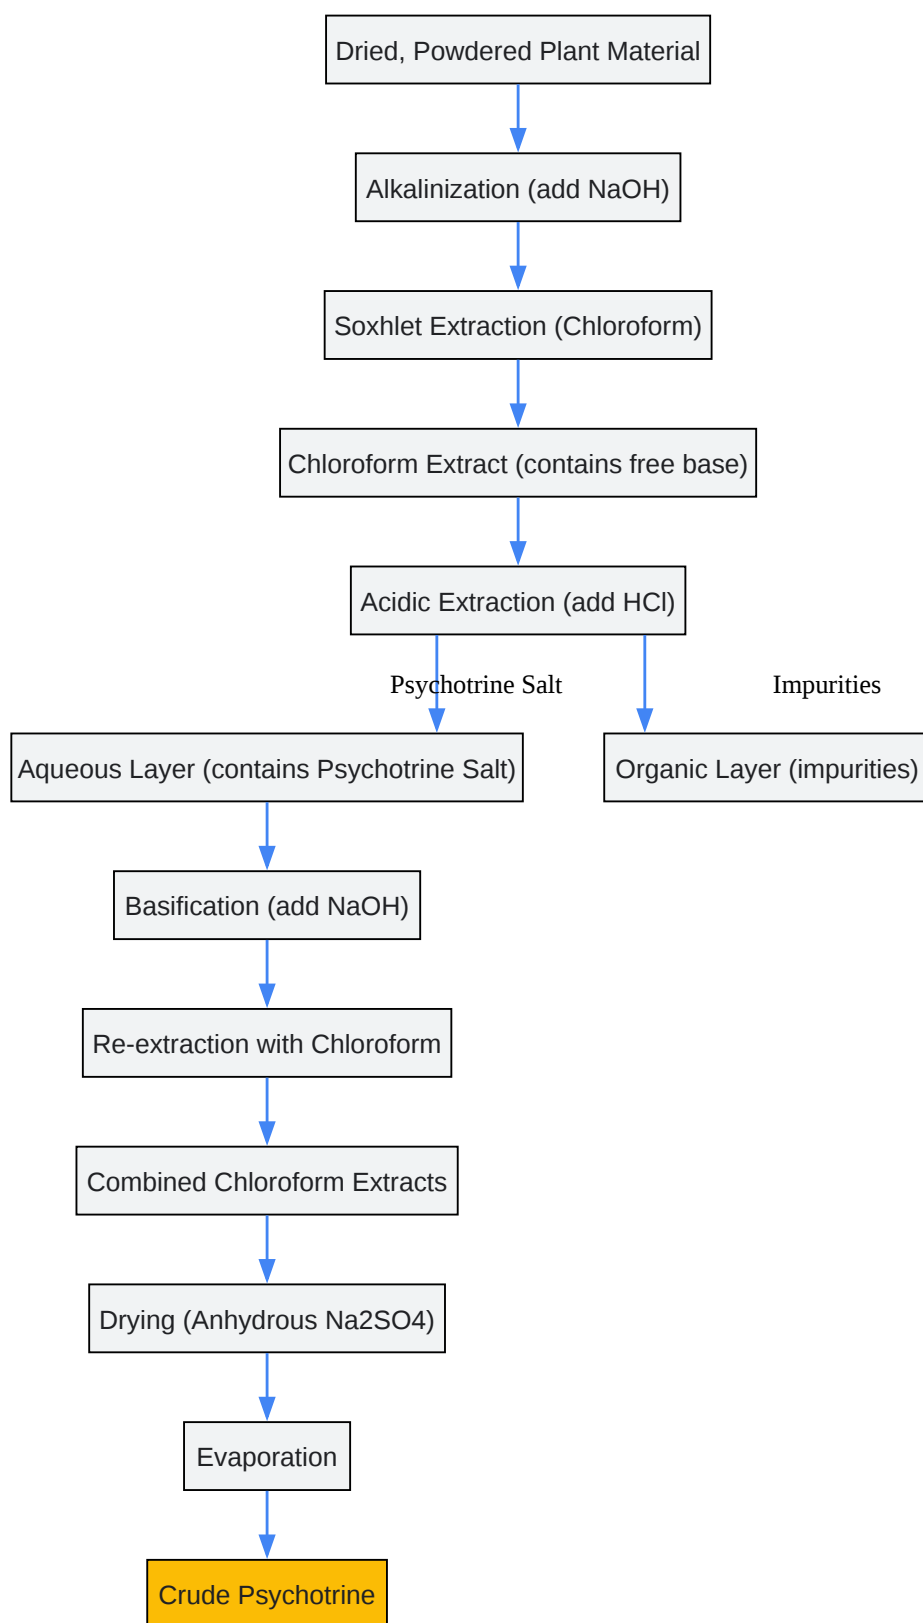 Dried, Powdered Plant Material
Alkalinization (add NaOH)
Soxhlet Extraction (Chloroform)
Chloroform Extract (contains free base)
Acidic Extraction (add HCl)
Psychotrine Salt
Impurities
Aqueous Layer (contains Psychotrine Salt)
Organic Layer (impurities)
Basification (add NaOH)
Re-extraction with Chloroform
Combined Chloroform Extracts
Drying (Anhydrous Na2SO4)
Evaporation
Crude Psychotrine